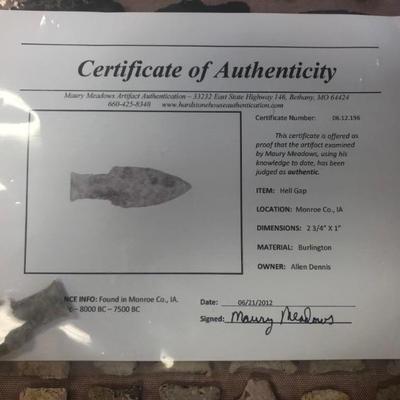 Certificate of Authenticity
Maury Meadows Artifact Authentication – 33232 East State Highway 146, Bethany, MO 64424
660-425-8348 www.hardstonehouseauthentication.com
Certificate Number: 06.12.196
This certificate is offered as
proof that the artifact examined
by Maury Meadows, using his
knowledge to date, has been
judged as authentic.
ITEM: Hell Gap
LOCATION: Monroe Co., IA
DIMENSIONS: 2 3/4" X 1"
MATERIAL: Burlington
OWNER: Allen Dennis
NCE INFO: Found in Monroe Co., IA.
– 8000 BC – 7500 BC
Date: 06/21/2012
Signed: Maury Meadows